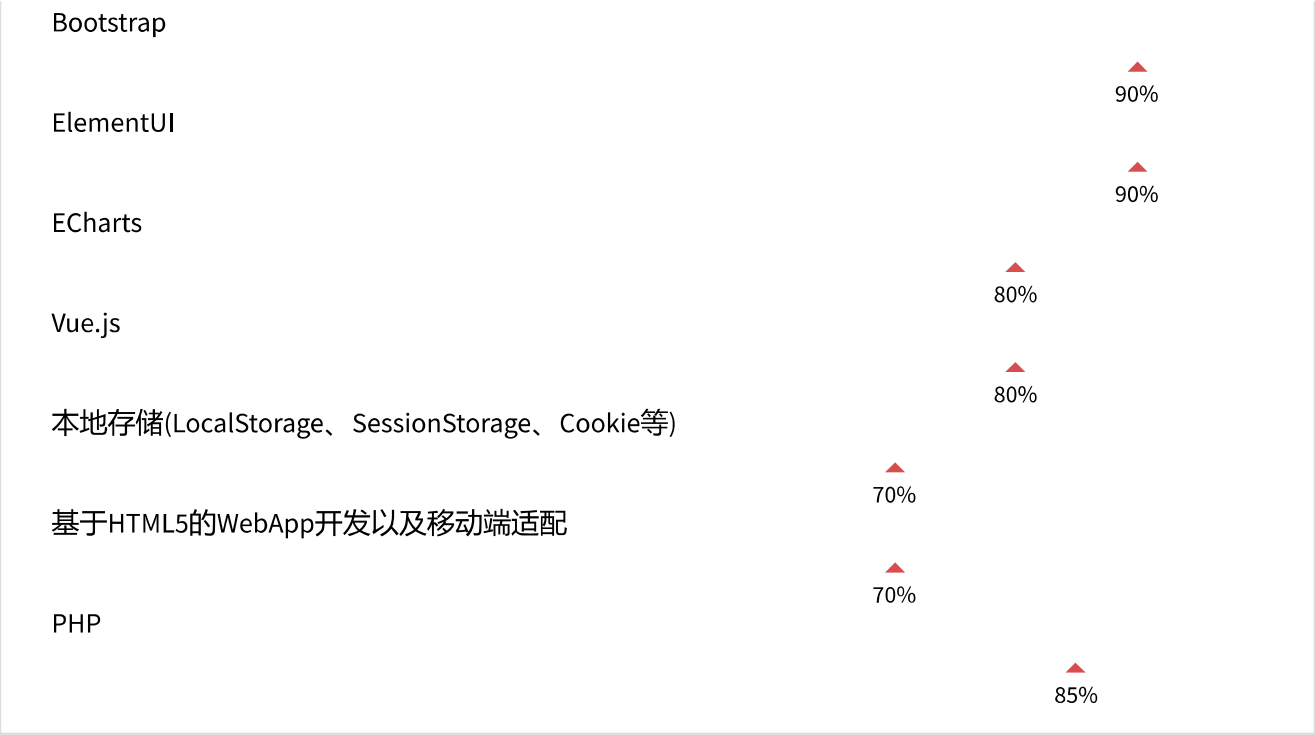 Bootstrap
90%
ElementUI
90%
ECharts
80%
Vue.js
80%
本地存储(LocalStorage、SessionStorage、Cookie等)
70%
基于HTML5的WebApp开发以及移动端适配
70%
PHP
85%